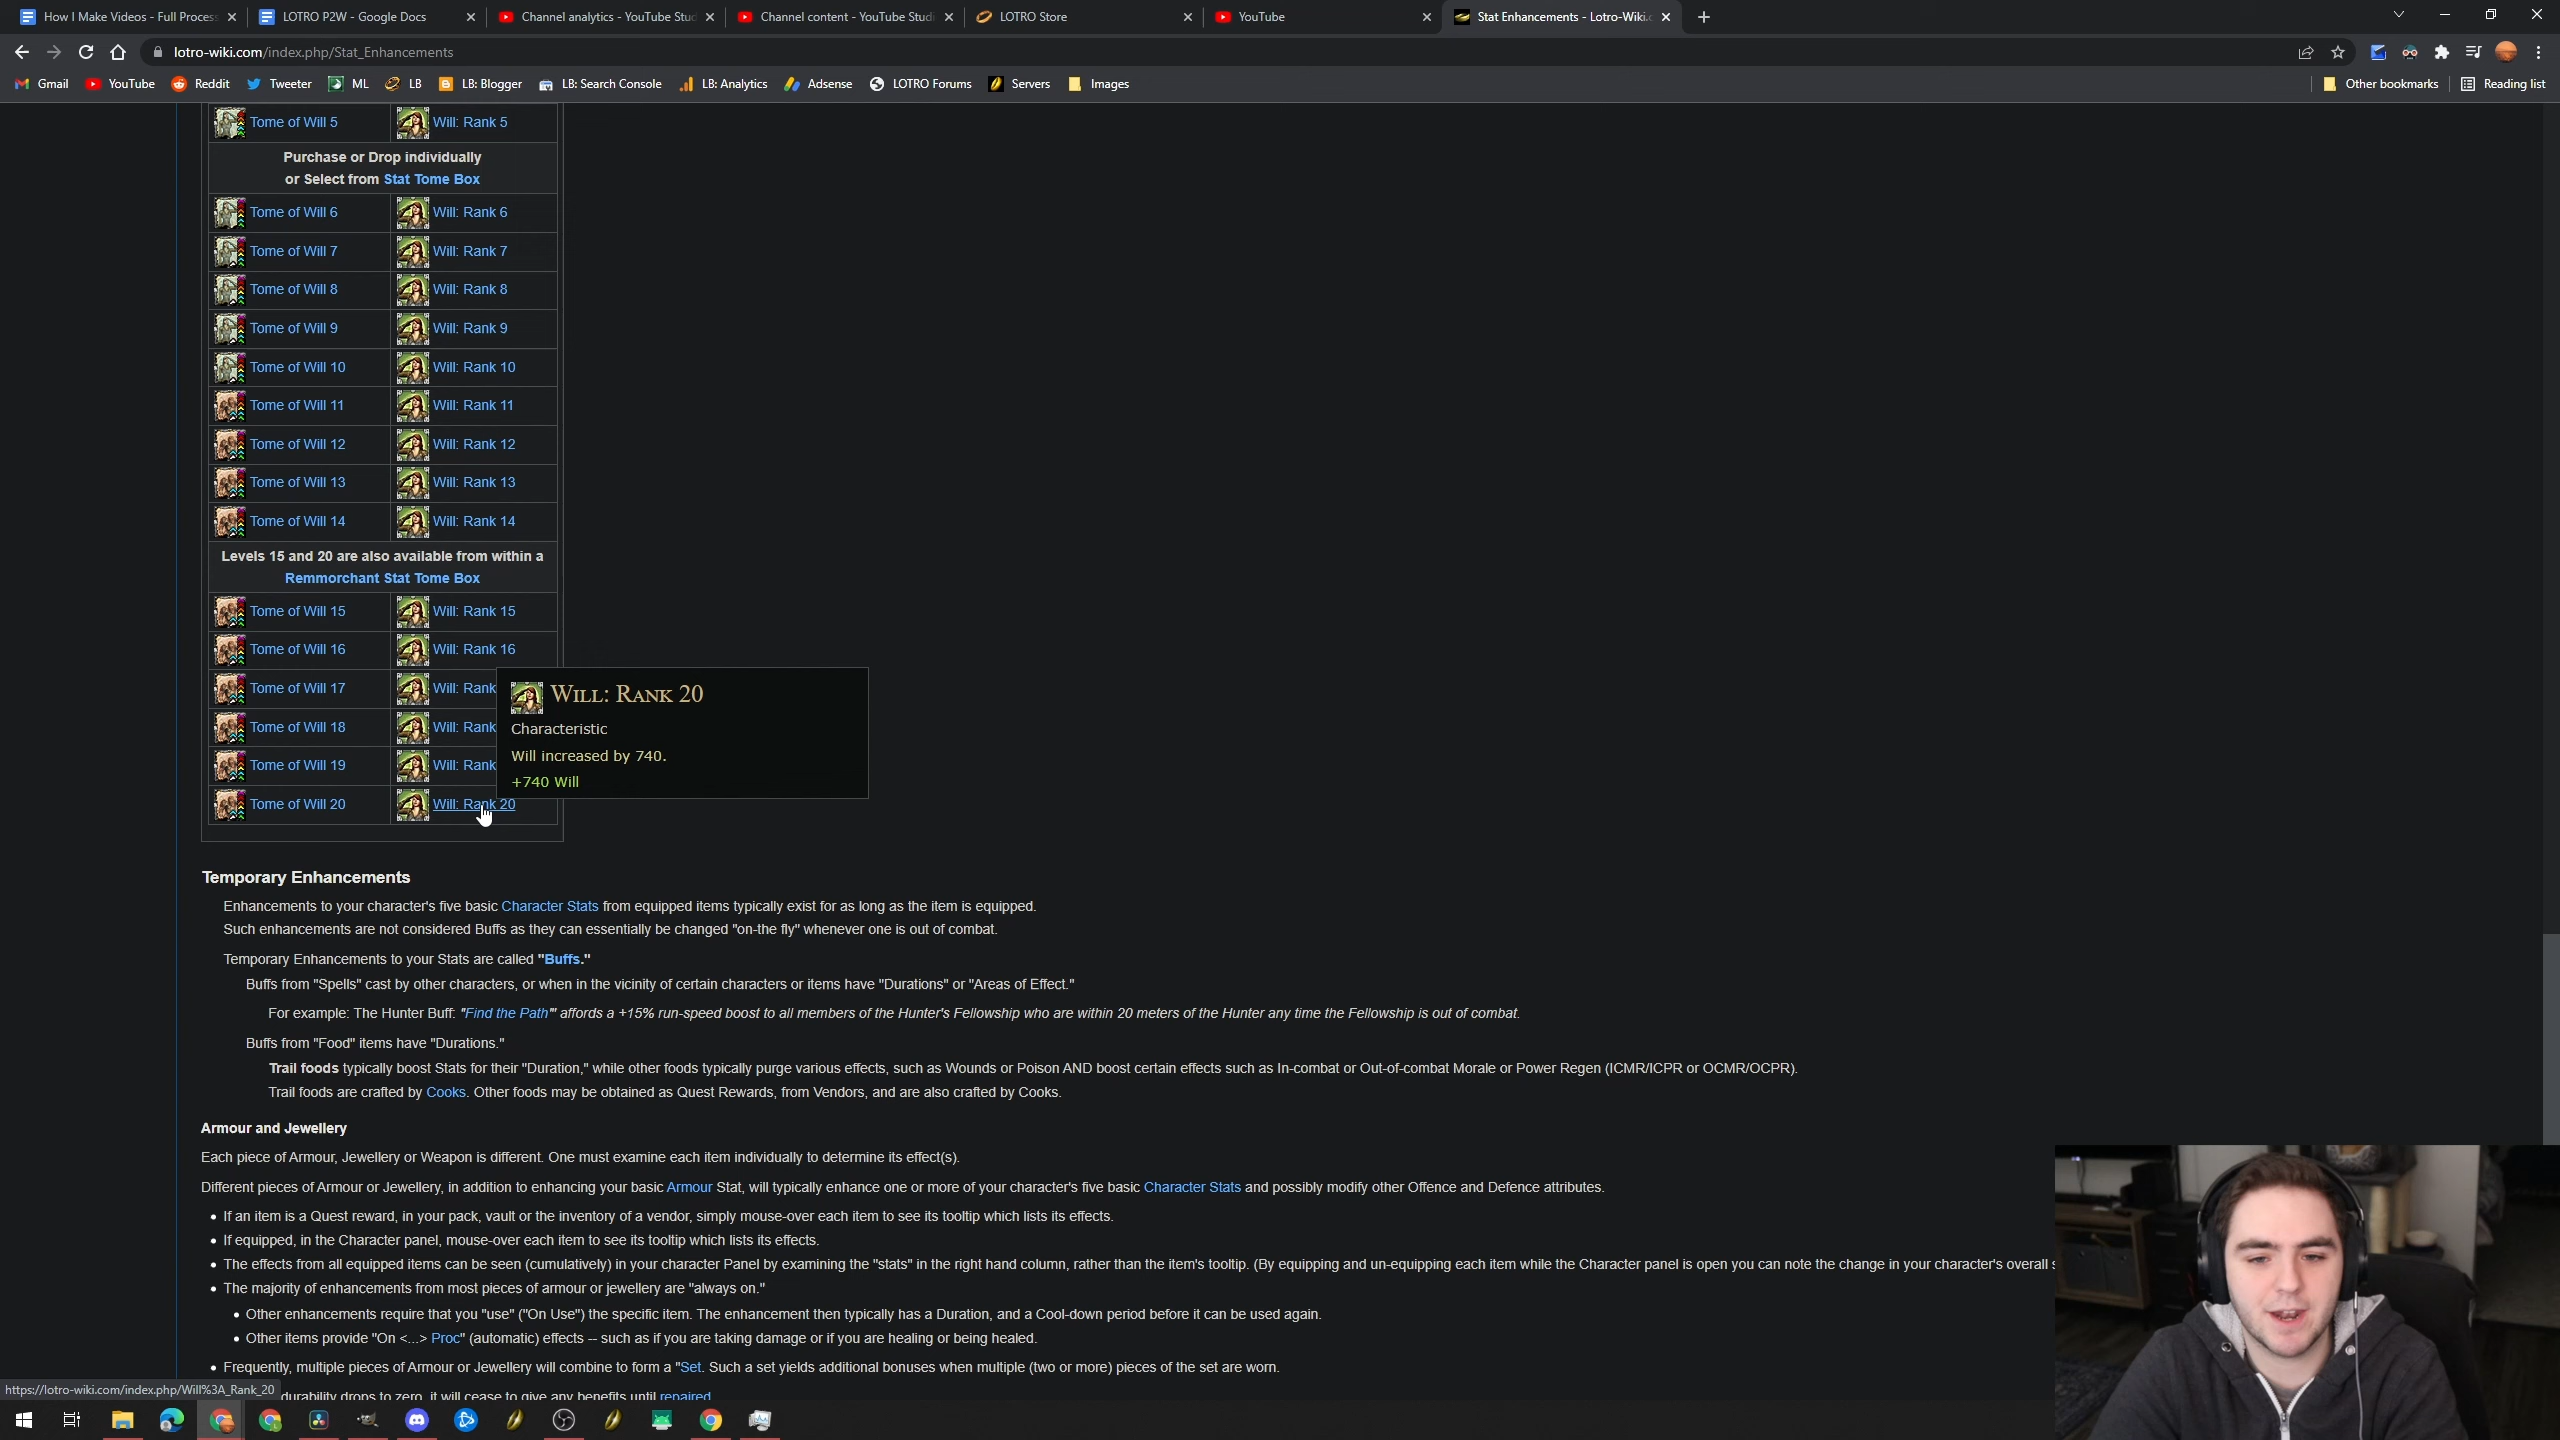 How I Make Videos - Full Process
LOTRO P2W - Google Docs
Channel analytics - YouTube Stud
Channel content - YouTube Studi
LOTRO Store
YouTube
Stat Enhancements - Lotro-Wiki.c
lotro-wiki.com/index.php/Stat_Enhancements
Gmail YouTube Reddit Tweeter ML LB LB: Blogger LB: Search Console LB: Analytics Adsense LOTRO Forums Servers Images Other bookmarks Reading list
Tome of Will 5 Will: Rank 5
Purchase or Drop individually
or Select from Stat Tome Box
Tome of Will 6 Will: Rank 6
Tome of Will 7 Will: Rank 7
Tome of Will 8 Will: Rank 8
Tome of Will 9 Will: Rank 9
Tome of Will 10 Will: Rank 10
Tome of Will 11 Will: Rank 11
Tome of Will 12 Will: Rank 12
Tome of Will 13 Will: Rank 13
Tome of Will 14 Will: Rank 14
Levels 15 and 20 are also available from within a
Remmorchant Stat Tome Box
Tome of Will 15 Will: Rank 15
Tome of Will 16 Will: Rank 16
Tome of Will 17 Will: Rank
Tome of Will 18 Will: Rank
Tome of Will 19 Will: Rank
Tome of Will 20 Will: Rank 20
WILL: RANK 20
Characteristic
Will increased by 740.
+740 Will
Temporary Enhancements
Enhancements to your character's five basic Character Stats from equipped items typically exist for as long as the item is equipped.
Such enhancements are not considered Buffs as they can essentially be changed "on-the fly" whenever one is out of combat.
Temporary Enhancements to your Stats are called "Buffs."
Buffs from "Spells" cast by other characters, or when in the vicinity of certain characters or items have "Durations" or "Areas of Effect."
For example: The Hunter Buff: "Find the Path"' affords a +15% run-speed boost to all members of the Hunter's Fellowship who are within 20 meters of the Hunter any time the Fellowship is out of combat.
Buffs from "Food" items have "Durations."
Trail foods typically boost Stats for their "Duration," while other foods typically purge various effects, such as Wounds or Poison AND boost certain effects such as In-combat or Out-of-combat Morale or Power Regen (ICMR/ICPR or OCMR/OCPR).
Trail foods are crafted by Cooks. Other foods may be obtained as Quest Rewards, from Vendors, and are also crafted by Cooks.
Armour and Jewellery
Each piece of Armour, Jewellery or Weapon is different. One must examine each item individually to determine its effect(s).
Different pieces of Armour or Jewellery, in addition to enhancing your basic Armour Stat, will typically enhance one or more of your character's five basic Character Stats and possibly modify other Offence and Defence attributes.
• If an item is a Quest reward, in your pack, vault or the inventory of a vendor, simply mouse-over each item to see its tooltip which lists its effects.
• If equipped, in the Character panel, mouse-over each item to see its tooltip which lists its effects.
• The effects from all equipped items can be seen (cumulatively) in your character Panel by examining the "stats" in the right hand column, rather than the item's tooltip. (By equipping and un-equipping each item while the Character panel is open you can note the change in your character's overall s
• The majority of enhancements from most pieces of armour or jewellery are "always on."
• Other enhancements require that you "use" ("On Use") the specific item. The enhancement then typically has a Duration, and a Cool-down period before it can be used again.
• Other items provide "On <...> Proc" (automatic) effects -- such as if you are taking damage or if you are healing or being healed.
• Frequently, multiple pieces of Armour or Jewellery will combine to form a "Set. Such a set yields additional bonuses when multiple (two or more) pieces of the set are worn.
https://lotro-wiki.com/index.php/Will%3A_Rank_20
durability drops to zero, it will cease to give any benefits until repaired